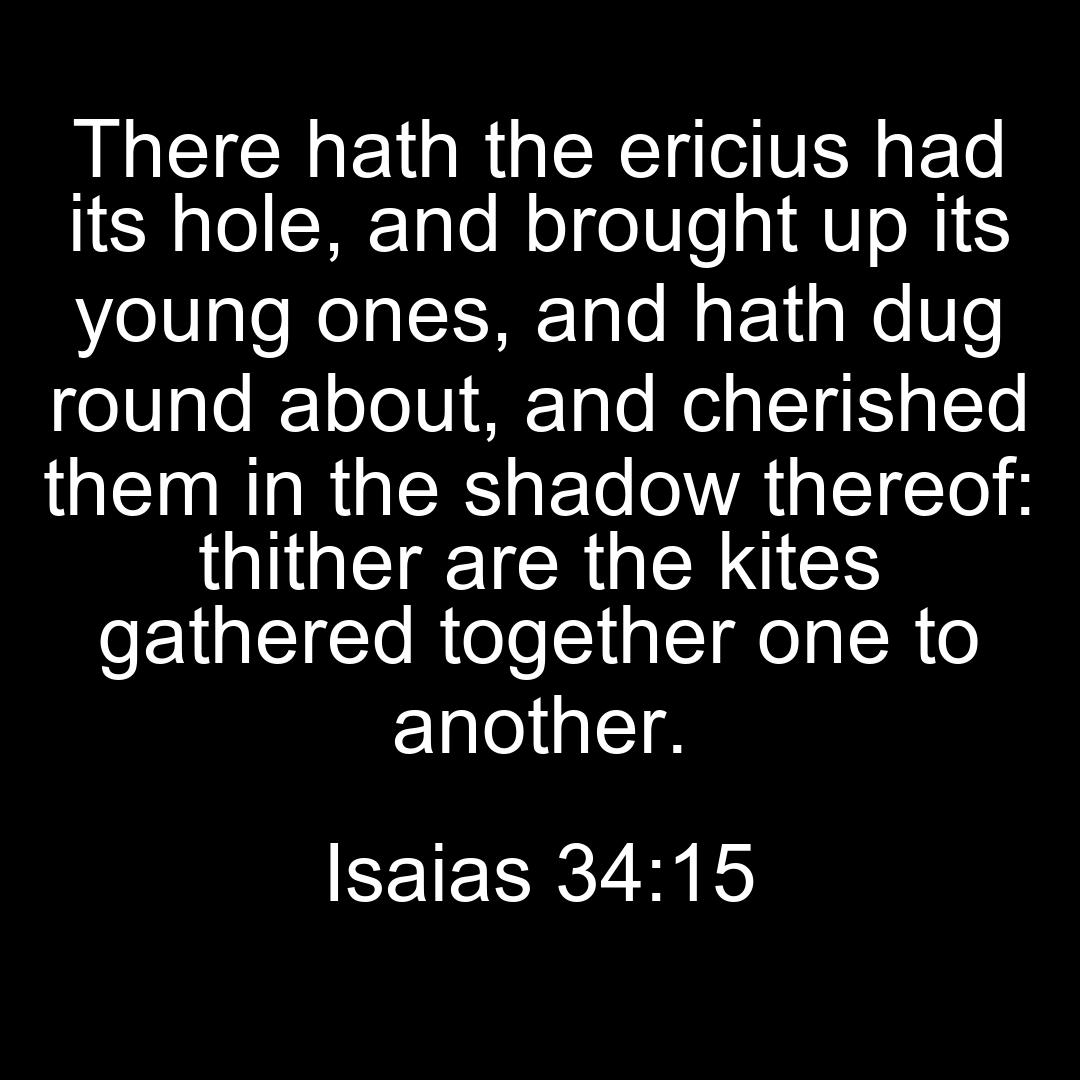 There hath the ericius had
its hole, and brought up its
young ones, and hath dug
round about, and cherished
them in the shadow thereof:
thither are the kites
gathered together one to
another.
Isaias 34:15